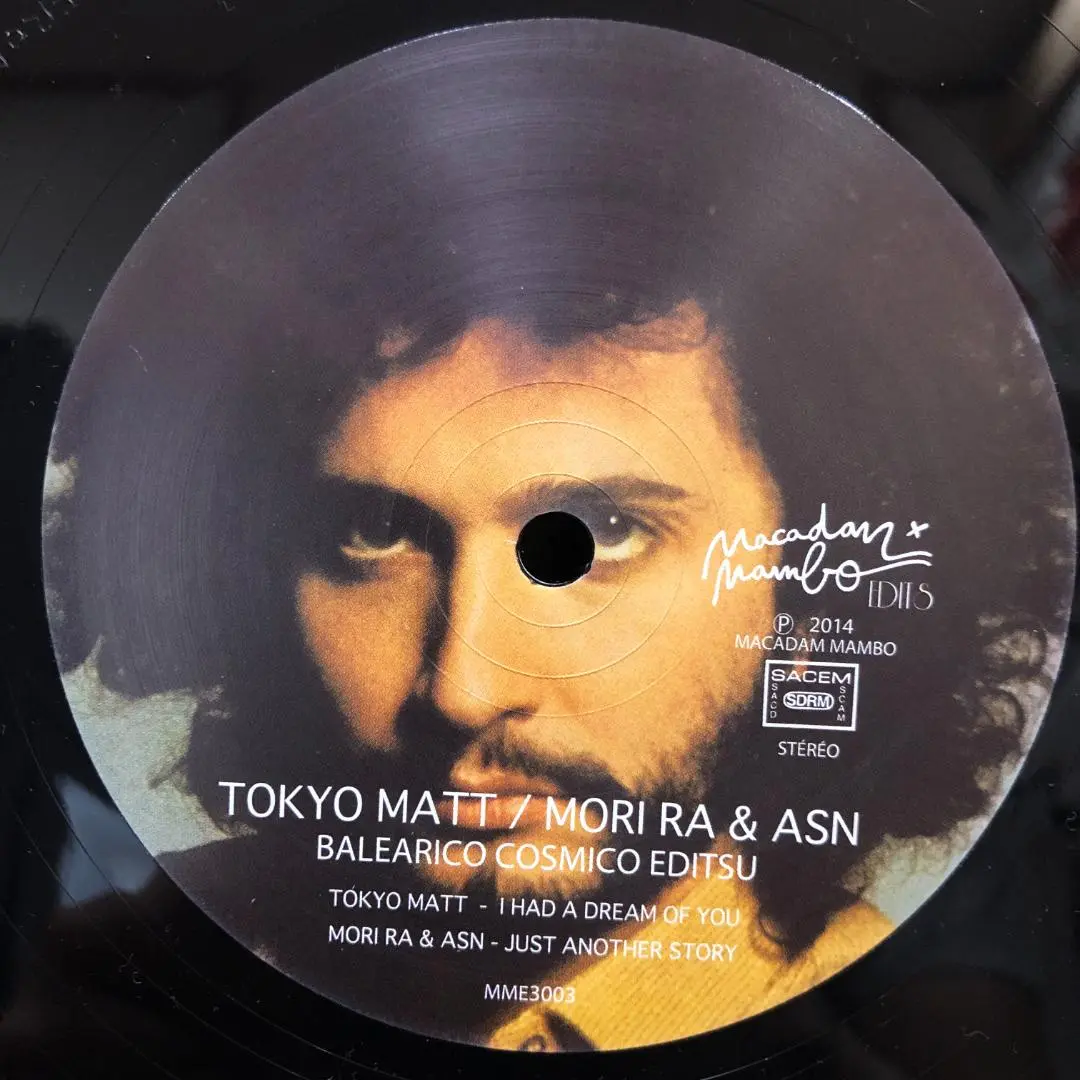 Macadam
Mambo
EDITS
℗ 2014
MACADAM MAMBO
SACEM
SACD
SDRM
SCAM
STÉRÉO
TOKYO MATT / MORI RA & ASN
BALEARICO COSMICO EDITSU
TOKYO MATT - I HAD A DREAM OF YOU
MORI RA & ASN - JUST ANOTHER STORY
MME3003